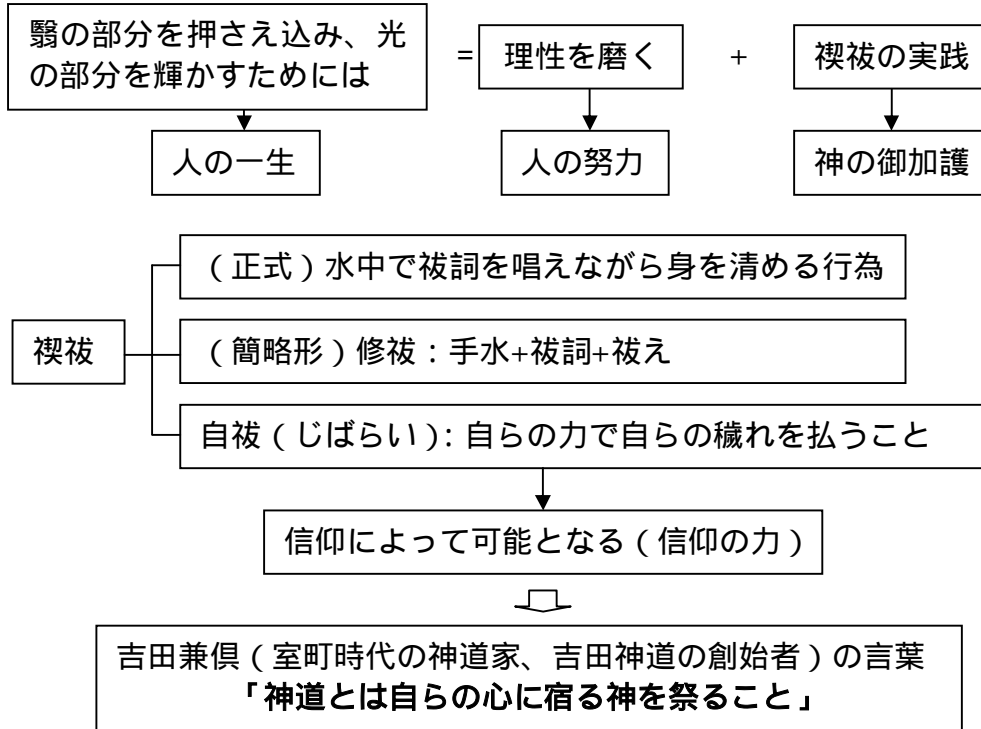 翳の部分を押さえ込み、光
の部分を輝かすためには
=
理性を磨く
+
禊祓の実践
人の一生
人の努力
神の御加護
禊祓
（正式）水中で祓詞を唱えながら身を清める行為
（簡略形）修祓：手水+祓詞+祓え
自祓（じばらい）：自らの力で自らの穢れを払うこと
信仰によって可能となる（信仰の力）
吉田兼倶（室町時代の神道家、吉田神道の創始者）の言葉
「神道とは自らの心に宿る神を祭ること」